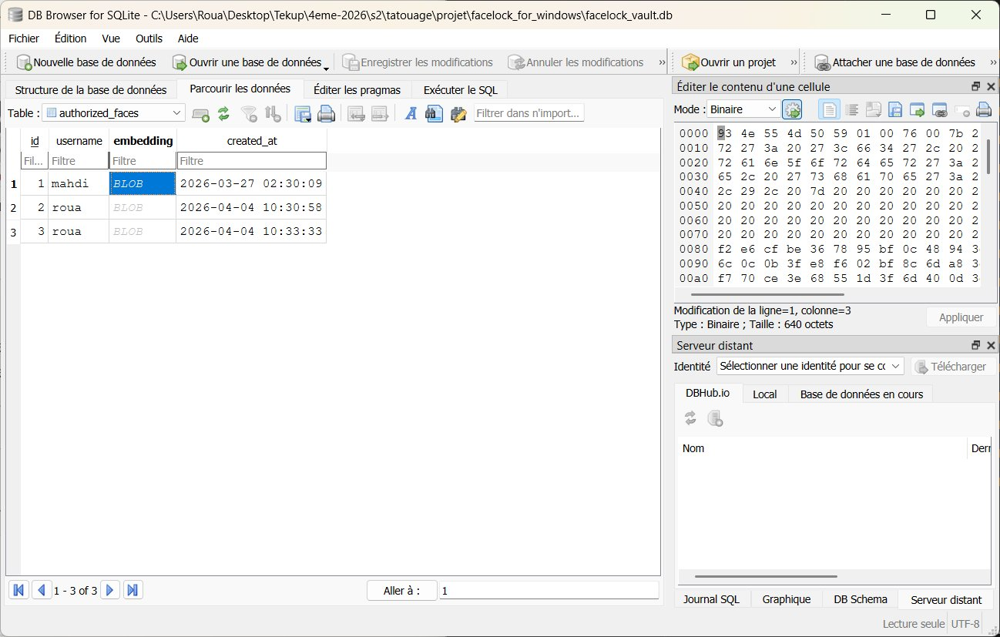 DB Browser for SQLite - C:\Users\Roua\Desktop\Tekup\4eme-2026\s2\tatouage\projet\facelock_for_windows\facelock_vault.db
Fichier Édition Vue Outils Aide
Nouvelle base de données Ouvrir une base de données Enregistrer les modifications Annuler les modifications » Ouvrir un projet » Attacher une base de données »
Structure de la base de données Parcourir les données Éditer les pragmas Exécuter le SQL
Table : authorized_faces Filtrer dans n'import...
id username embedding created_at
Fil... Filtre Filtre Filtre
1 1 mahdi BLOB 2026-03-27 02:30:09
2 2 roua BLOB 2026-04-04 10:30:58
3 3 roua BLOB 2026-04-04 10:33:33
1 - 3 of 3 Aller à : 1
Éditer le contenu d'une cellule
Mode : Binaire
0000 93 4e 55 4d 50 59 01 00 76 00 7b 2
0010 72 27 3a 20 27 3c 66 34 27 2c 20 2
0020 72 61 6e 5f 6f 72 64 65 72 27 3a 2
0030 65 2c 20 27 73 68 61 70 65 27 3a 2
0040 2c 29 2c 20 7d 20 20 20 20 20 20 2
0050 20 20 20 20 20 20 20 20 20 20 20 2
0060 20 20 20 20 20 20 20 20 20 20 20 2
0070 20 20 20 20 20 20 20 20 20 20 20 2
0080 f2 e6 cf be 36 78 95 bf 0c 48 94 3
0090 6c 0c 0b 3f e8 f6 02 bf 8c 6d a8 3
00a0 f7 70 ce 3e 68 55 1d 3f 6d 40 0d 3
Modification de la ligne=1, colonne=3
Type : Binaire ; Taille : 640 octets
Appliquer
Serveur distant
Identité Sélectionner une identité pour se co Télécharger
DBHub.io Local Base de données en cours
Nom Derr
Journal SQL Graphique DB Schema Serveur distant
Lecture seule UTF-8